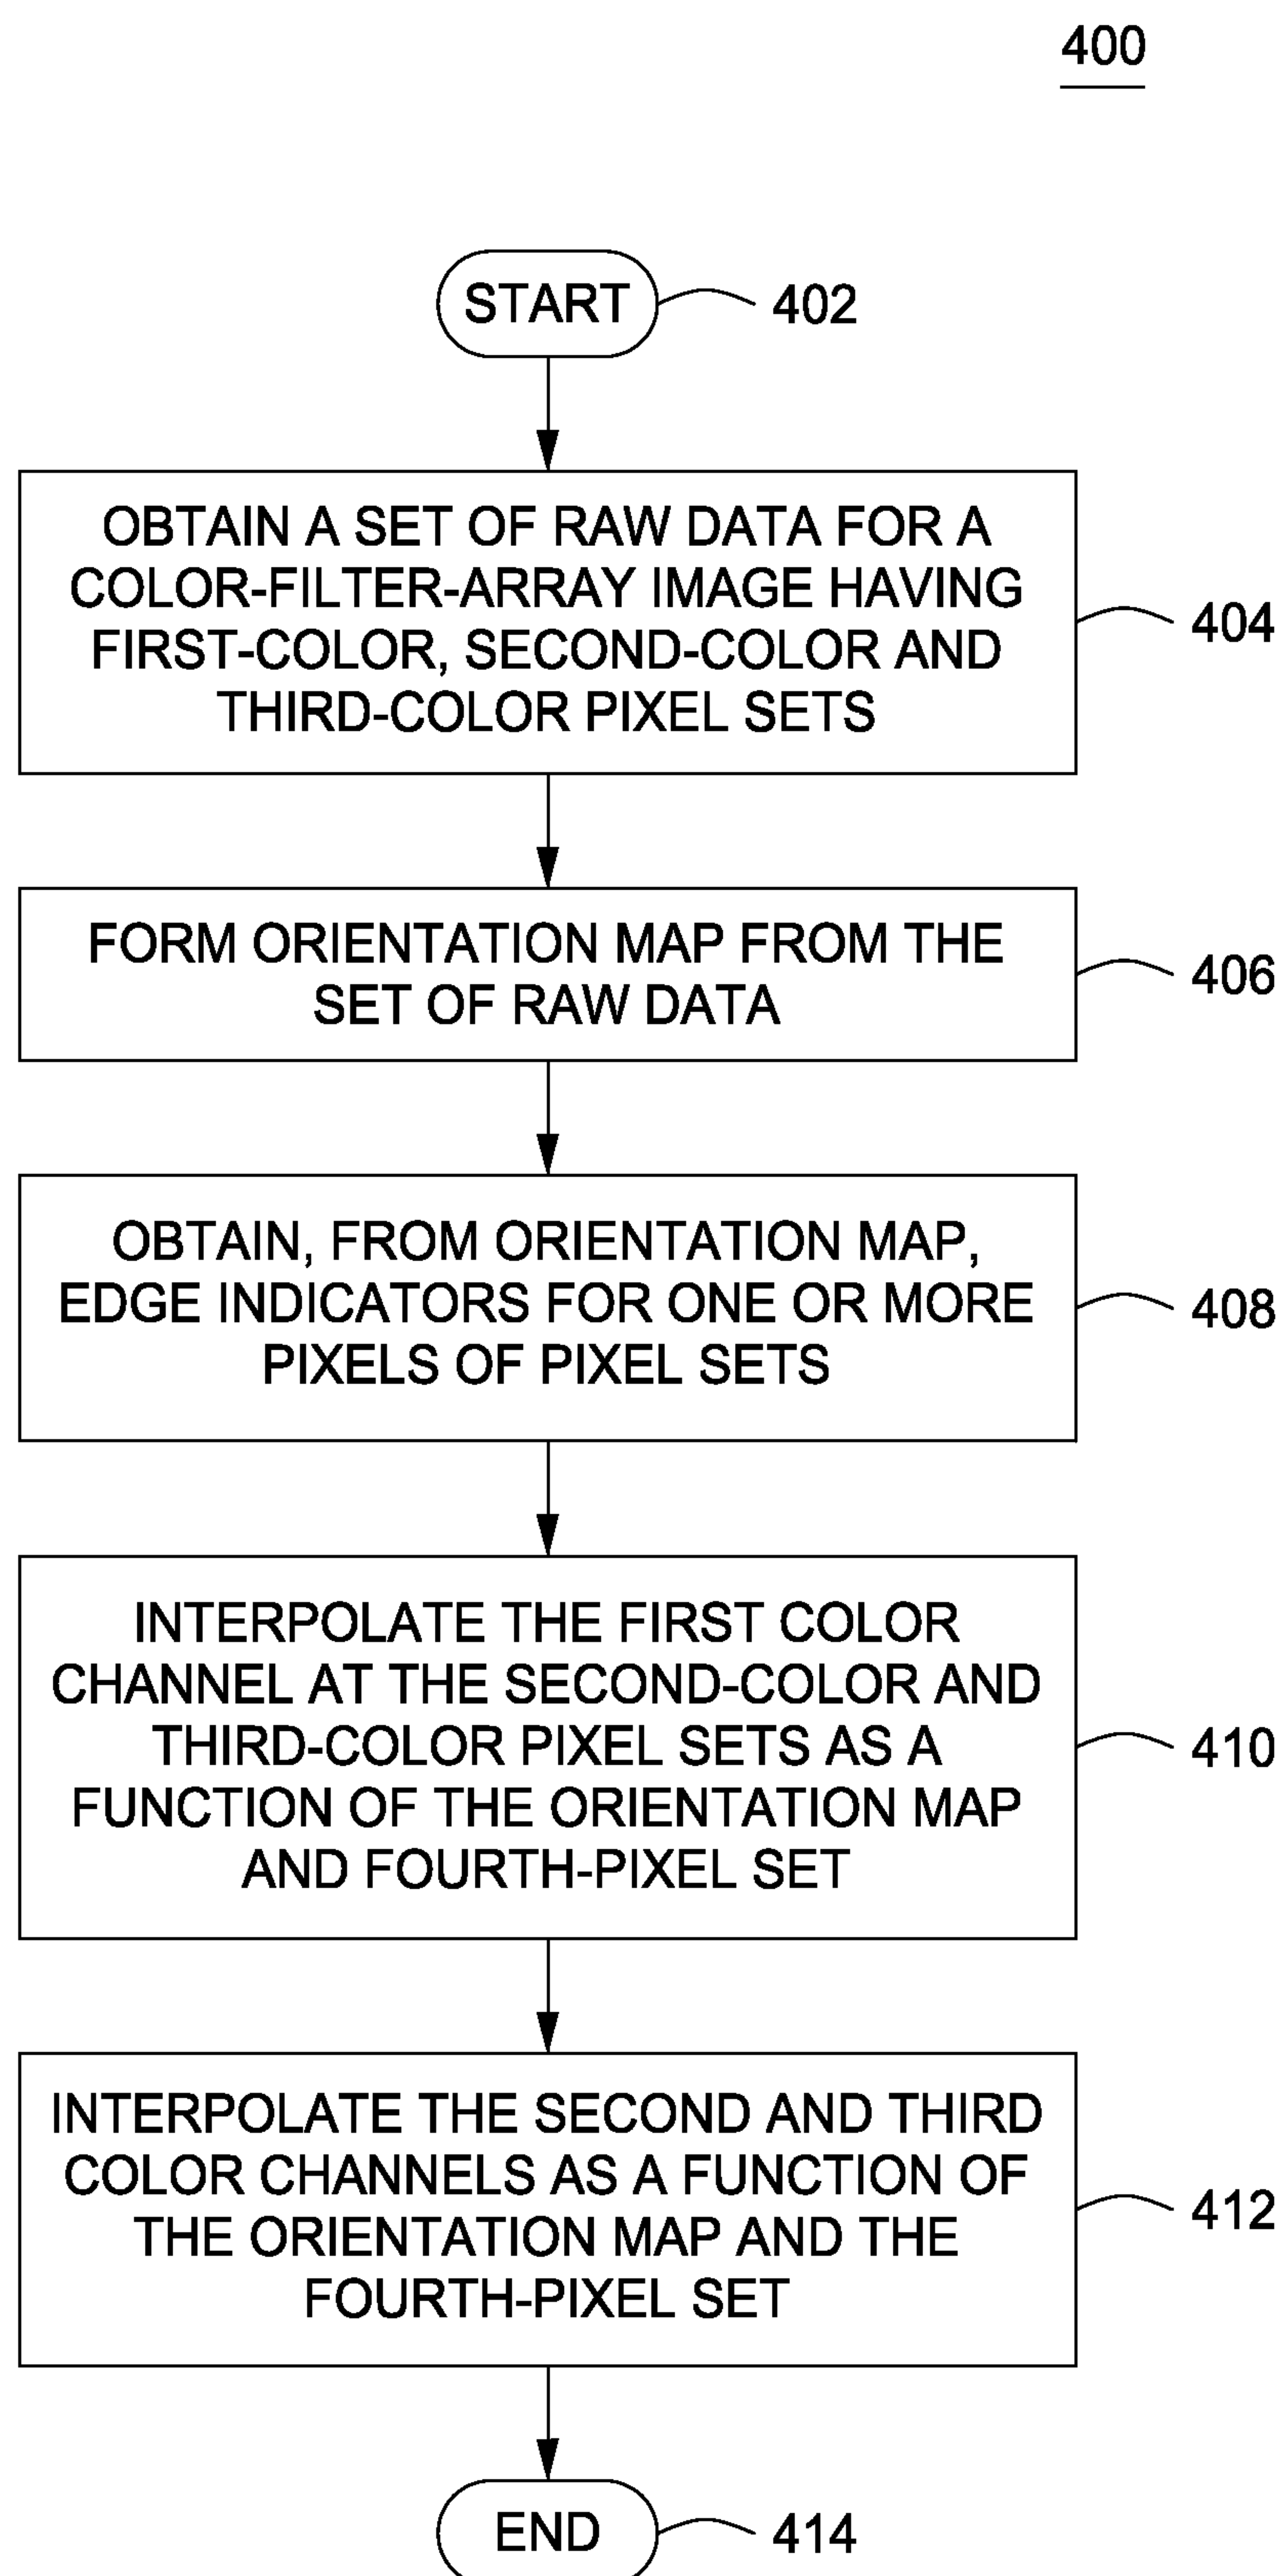 400
START
402
OBTAIN A SET OF RAW DATA FOR A
COLOR-FILTER-ARRAY IMAGE HAVING
FIRST-COLOR, SECOND-COLOR AND
THIRD-COLOR PIXEL SETS
404
FORM ORIENTATION MAP FROM THE
SET OF RAW DATA
406
OBTAIN, FROM ORIENTATION MAP,
EDGE INDICATORS FOR ONE OR MORE
PIXELS OF PIXEL SETS
408
INTERPOLATE THE FIRST COLOR
CHANNEL AT THE SECOND-COLOR AND
THIRD-COLOR PIXEL SETS AS A
FUNCTION OF THE ORIENTATION MAP
AND FOURTH-PIXEL SET
410
INTERPOLATE THE SECOND AND THIRD
COLOR CHANNELS AS A FUNCTION OF
THE ORIENTATION MAP AND THE
FOURTH-PIXEL SET
412
END
414